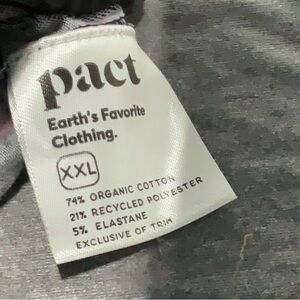 pact
Earth's Favorite
Clothing.
XXL
74% ORGANIC COTTON
21% RECYCLED POLYESTER
5% ELASTANE
EXCLUSIVE OF TRIM